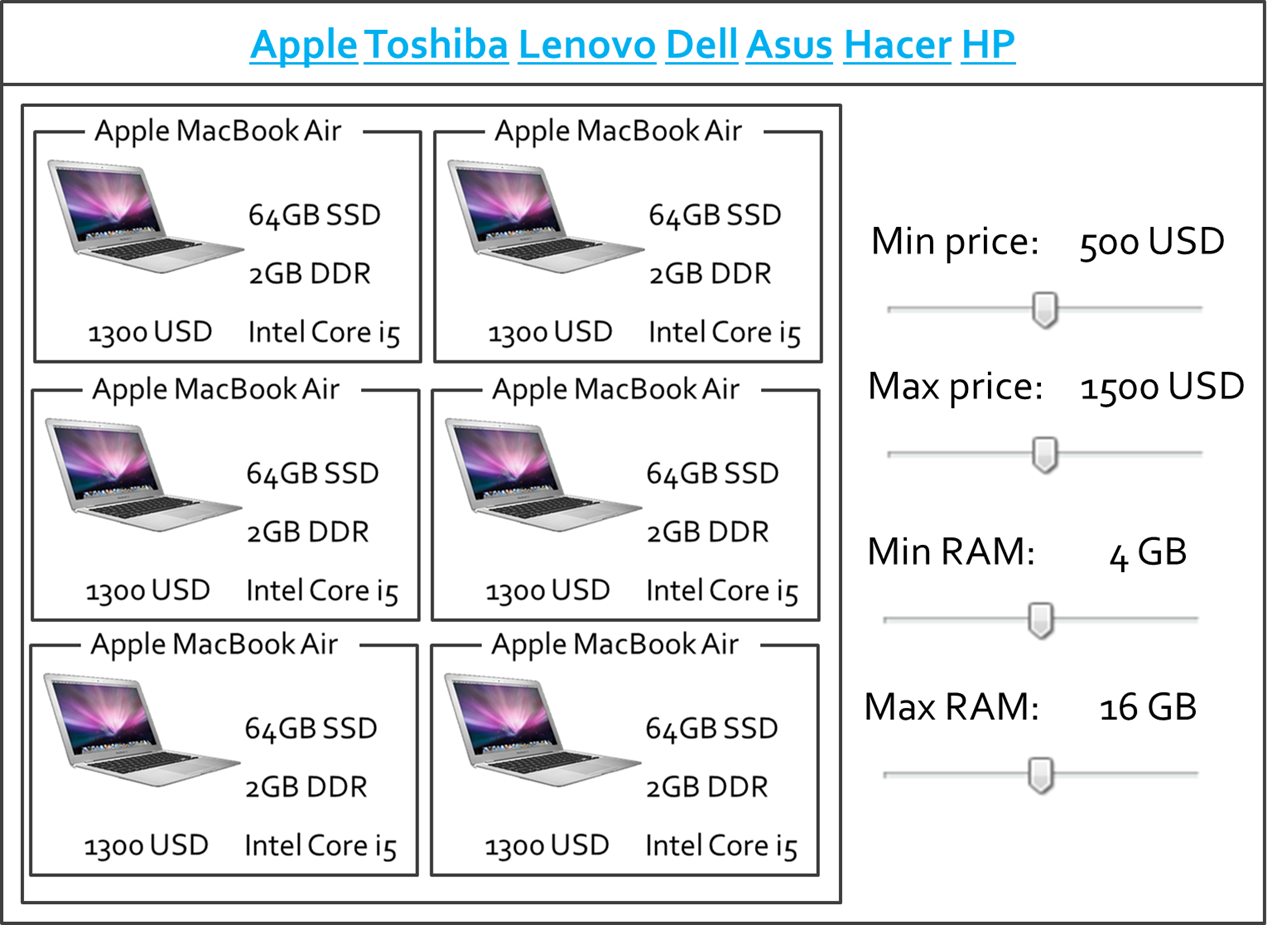 Apple Toshiba Lenovo Dell Asus Hacer HP
Apple MacBook Air
64GB SSD
2GB DDR
1300 USD Intel Core i5
Apple MacBook Air
64GB SSD
2GB DDR
1300 USD Intel Core i5
Apple MacBook Air
64GB SSD
2GB DDR
1300 USD Intel Core i5
Apple MacBook Air
64GB SSD
2GB DDR
1300 USD Intel Core i5
Apple MacBook Air
64GB SSD
2GB DDR
1300 USD Intel Core i5
Apple MacBook Air
64GB SSD
2GB DDR
1300 USD Intel Core i5
Min price: 500 USD
Max price: 1500 USD
Min RAM: 4 GB
Max RAM: 16 GB